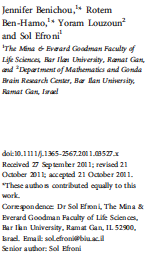 Jennifer Benichou,1* Rotem
Ben-Hamo,1* Yoram Louzoun2
and Sol Efroni1
1The Mina & Everard Goodman Faculty of
Life Sciences, Bar Ilan University, Ramat Gan,
and 2Department of Mathematics and Gonda
Brain Research Center, Bar Ilan University,
Ramat Gan, Israel
doi:10.1111/j.1365-2567.2011.03527.x
Received 27 September 2011; revised 21
October 2011; accepted 21 October 2011.
*These authors contributed equally to this
work.
Correspondence: Dr Sol Efroni, The Mina &
Everard Goodman Faculty of Life Sciences,
Bar Ilan University, Ramat Gan, IL 52900,
Israel. Email: sol.efroni@biu.ac.il
Senior author: Sol Efroni